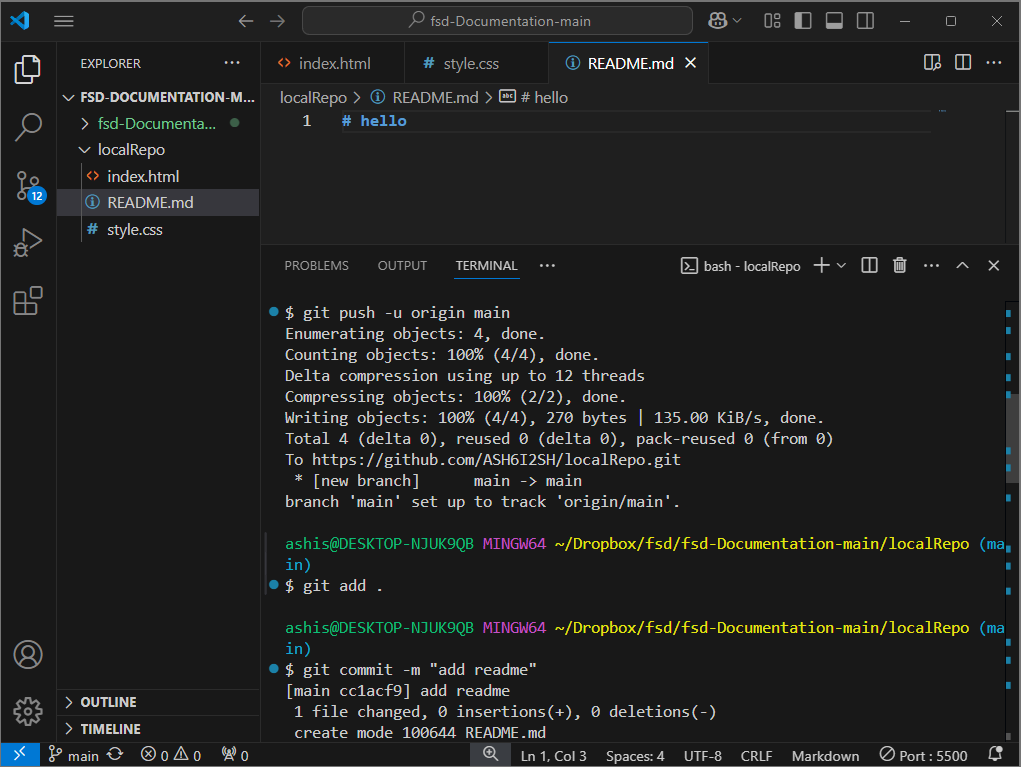 fsd-Documentation-main
EXPLORER
FSD-DOCUMENTATION-M...
fsd-Documenta...
localRepo
index.html
README.md
style.css
12
OUTLINE
TIMELINE
index.html
style.css
README.md
localRepo > README.md > # hello
1 # hello
PROBLEMS OUTPUT TERMINAL
bash - localRepo
$ git push -u origin main
Enumerating objects: 4, done.
Counting objects: 100% (4/4), done.
Delta compression using up to 12 threads
Compressing objects: 100% (2/2), done.
Writing objects: 100% (4/4), 270 bytes | 135.00 KiB/s, done.
Total 4 (delta 0), reused 0 (delta 0), pack-reused 0 (from 0)
To https://github.com/ASH6I2SH/localRepo.git
 * [new branch]      main -> main
branch 'main' set up to track 'origin/main'.
ashis@DESKTOP-NJUK9QB MINGW64 ~/Dropbox/fsd/fsd-Documentation-main/localRepo (ma
in)
$ git add .
ashis@DESKTOP-NJUK9QB MINGW64 ~/Dropbox/fsd/fsd-Documentation-main/localRepo (ma
in)
$ git commit -m "add readme"
[main cc1acf9] add readme
 1 file changed, 0 insertions(+), 0 deletions(-)
 create mode 100644 README.md
main 0 0 0 Ln 1, Col 3 Spaces: 4 UTF-8 CRLF Markdown Port : 5500